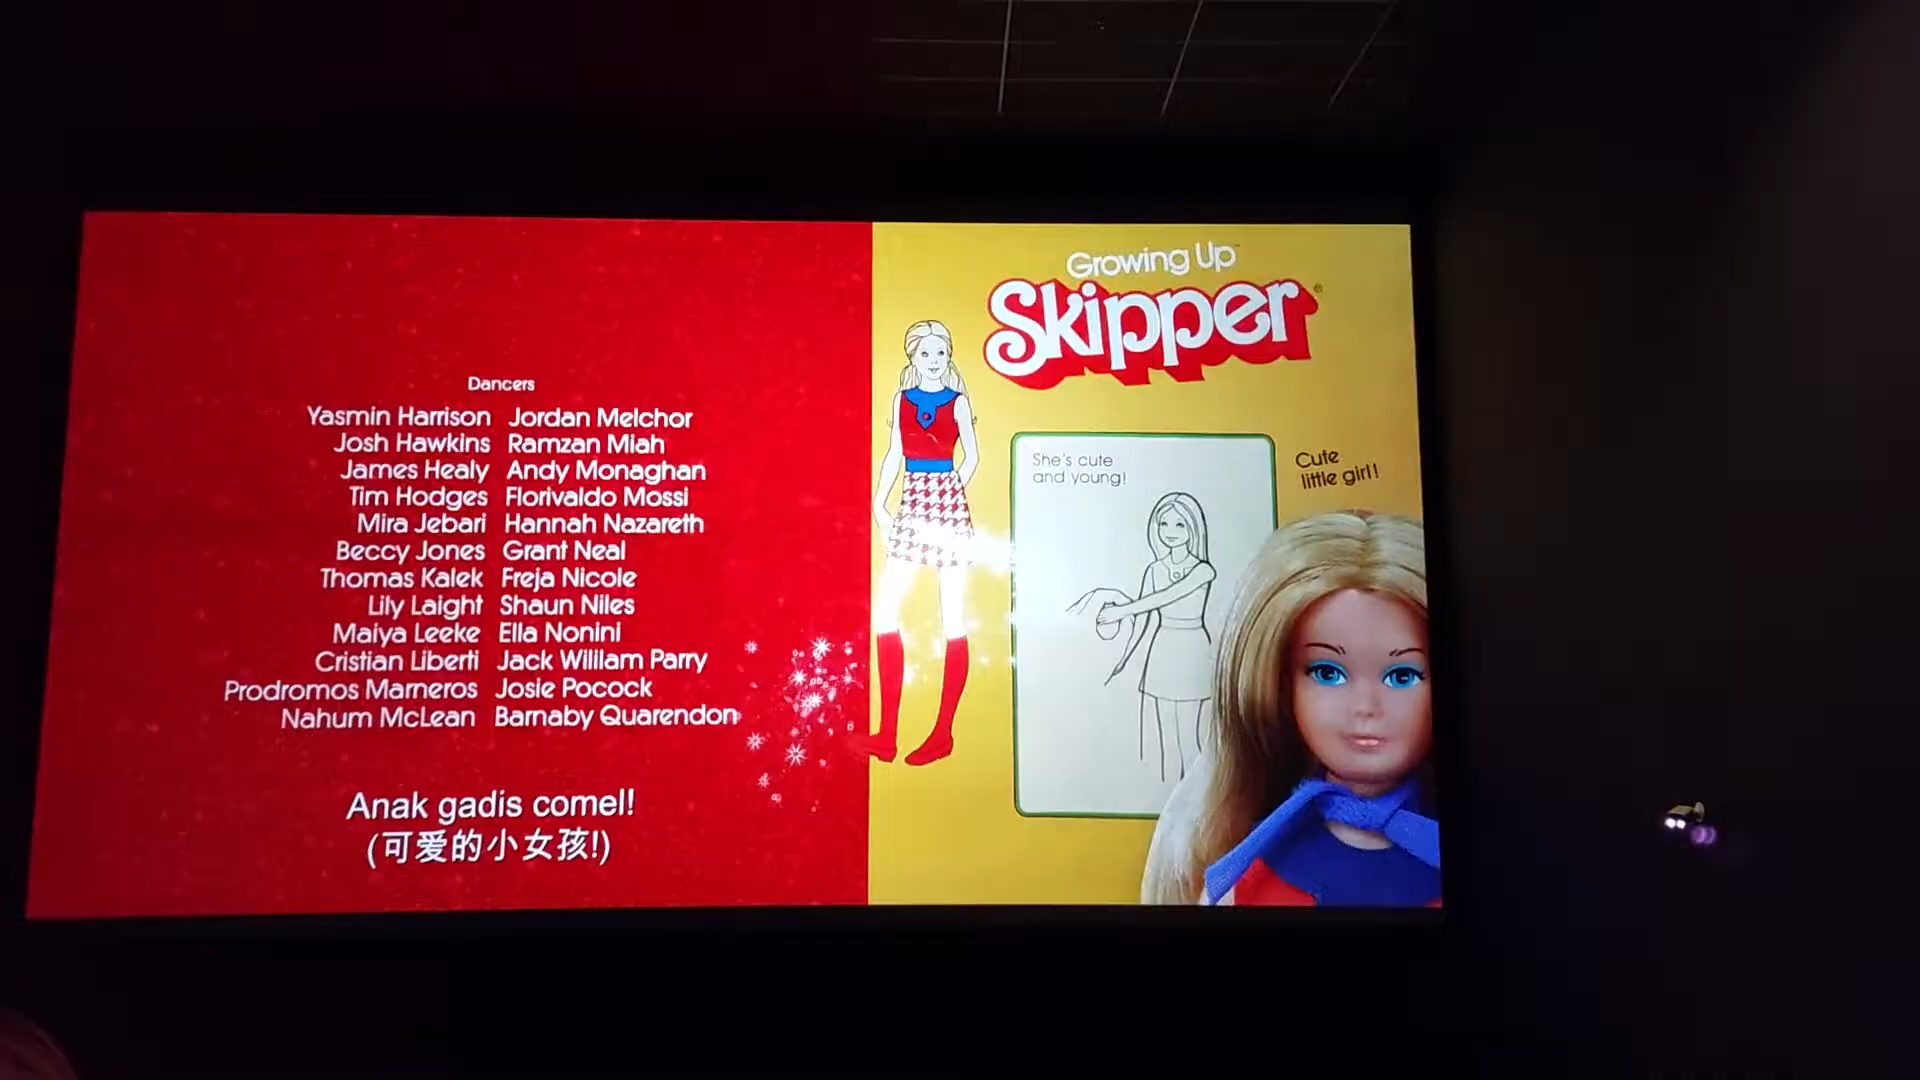 Dancers
Yasmin Harrison Jordan Melchor
Josh Hawkins Ramzan Miah
James Healy Andy Monaghan
Tim Hodges Florivaldo Mossi
Mira Jebari Hannah Nazareth
Beccy Jones Grant Neal
Thomas Kalek Freja Nicole
Lily Laight Shaun Niles
Maiya Leeke Ella Nonini
Cristian Liberti Jack Wililam Parry
Prodromos Marneros Josie Pocock
Nahum McLean Barnaby Quarendon
Anak gadis comel!
(可爱的小女孩!)
Growing Up™
Skipper®
She's cute
and young!
Cute
little girl!